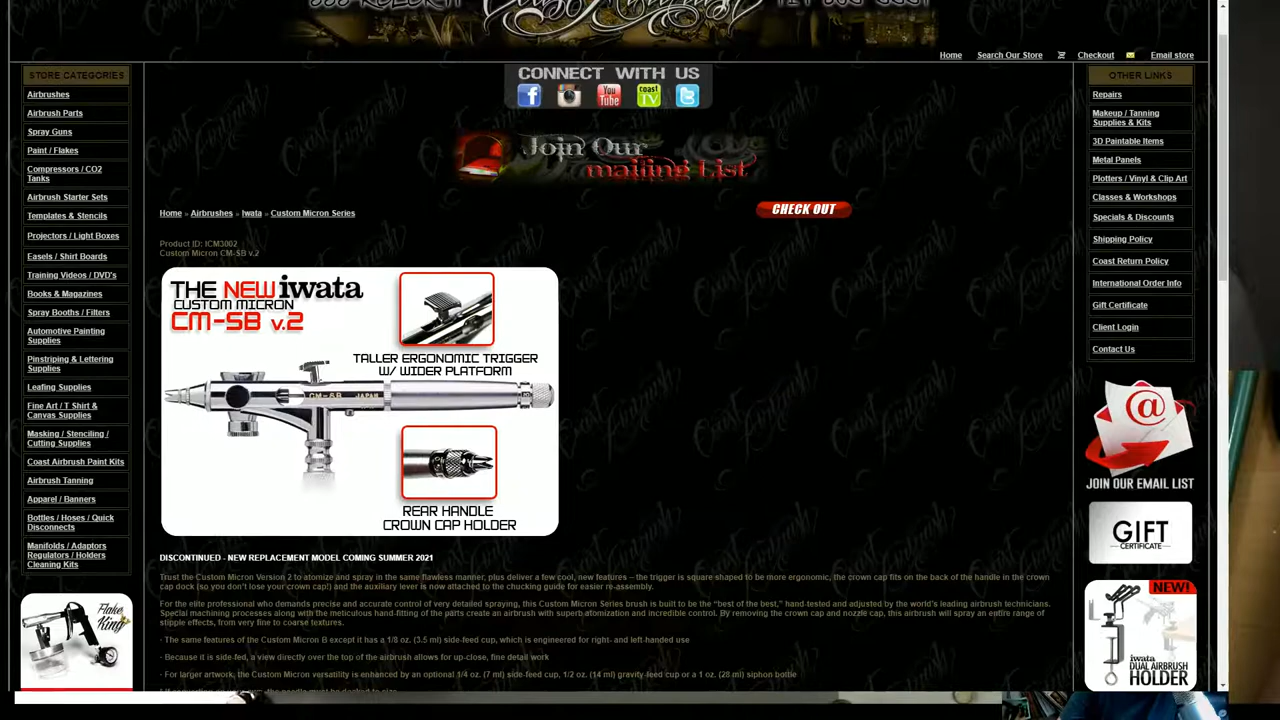 Home
Search Our Store
Checkout
Email store
STORE CATEGORIES
Airbrushes
Airbrush Parts
Spray Guns
Paint / Flakes
Compressors / CO2
Tanks
Airbrush Starter Sets
Templates & Stencils
Projectors / Light Boxes
Easels / Shirt Boards
Training Videos / DVD's
Books & Magazines
Spray Booths / Filters
Automotive Painting
Supplies
Pinstriping & Lettering
Supplies
Leafing Supplies
Fine Art / T Shirt &
Canvas Supplies
Masking / Stenciling /
Cutting Supplies
Coast Airbrush Paint Kits
Airbrush Tanning
Apparel / Banners
Bottles / Hoses / Quick
Disconnects
Manifolds / Adaptors
Regulators / Holders
Cleaning Kits
Flake
King
CONNECT WITH US
You
Tube
coast
TV
Join Our
mailing List
Home » Airbrushes » Iwata » Custom Micron Series
CHECK OUT
Product ID: ICM3002
Custom Micron CM-SB v.2
THE NEW iwata
CUSTOM MICRON
CM-SB v.2
TALLER ERGONOMIC TRIGGER
W/ WIDER PLATFORM
CM-SB JAPAN
REAR HANDLE
CROWN CAP HOLDER
DISCONTINUED - NEW REPLACEMENT MODEL COMING SUMMER 2021
Trust the Custom Micron Version 2 to atomize and spray in the same flawless manner, plus deliver a few cool, new features – the trigger is square shaped to be more ergonomic, the crown cap fits on the back of the handle in the crown
cap dock (so you don't lose your crown cap!) and the auxiliary lever is now attached to the chucking guide for easier re-assembly.
For the elite professional who demands precise and accurate control of very detailed spraying, this Custom Micron Series brush is built to be the "best of the best," hand-tested and adjusted by the world's leading airbrush technicians.
Special machining processes along with the meticulous hand-fitting of the parts create an airbrush with superb atomization and incredible control. By removing the crown cap and nozzle cap, this airbrush will spray an entire range of
stipple effects, from very fine to coarse textures.
· The same features of the Custom Micron B except it has a 1/8 oz. (3.5 ml) side-feed cup, which is engineered for right- and left-handed use
· Because it is side-fed, a view directly over the top of the airbrush allows for up-close, fine detail work
· For larger artwork, the Custom Micron versatility is enhanced by an optional 1/4 oz. (7 ml) side-feed cup, 1/2 oz. (14 ml) gravity-feed cup or a 1 oz. (28 ml) siphon bottle
OTHER LINKS
Repairs
Makeup / Tanning
Supplies & Kits
3D Paintable Items
Metal Panels
Plotters / Vinyl & Clip Art
Classes & Workshops
Specials & Discounts
Shipping Policy
Coast Return Policy
International Order Info
Gift Certificate
Client Login
Contact Us
JOIN OUR EMAIL LIST
GIFT
CERTIFICATE
NEW!
iwata
DUAL AIRBRUSH
HOLDER